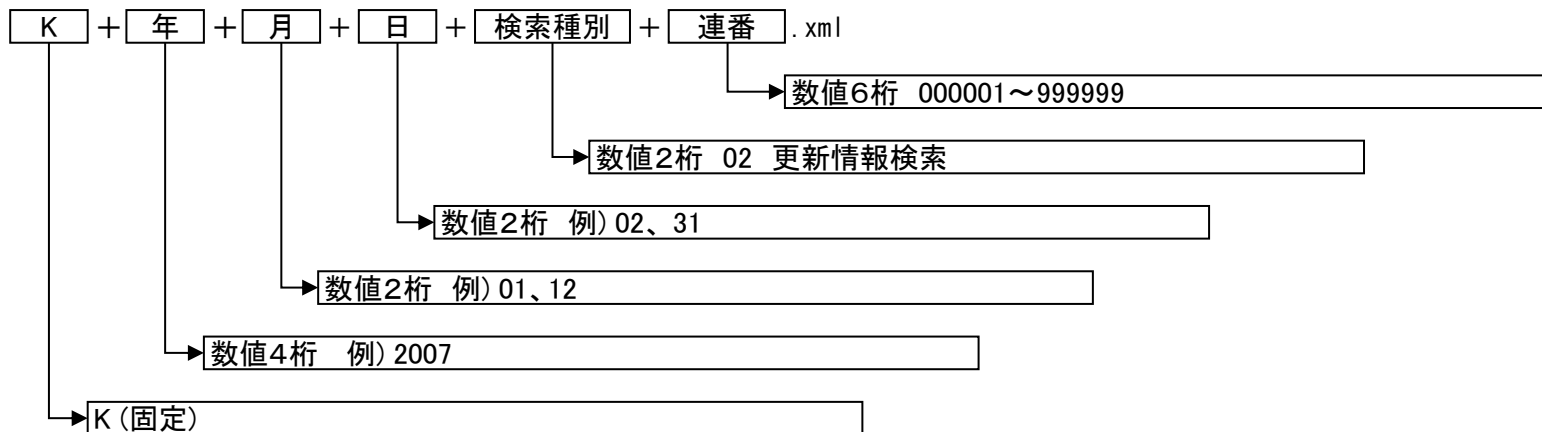 K＋年＋月＋日＋検索種別＋連番.xml
数値６桁 000001～999999
数値２桁 02 更新情報検索
数値２桁 例)02、31
数値２桁 例)01、12
数値４桁　例)2007
K(固定)